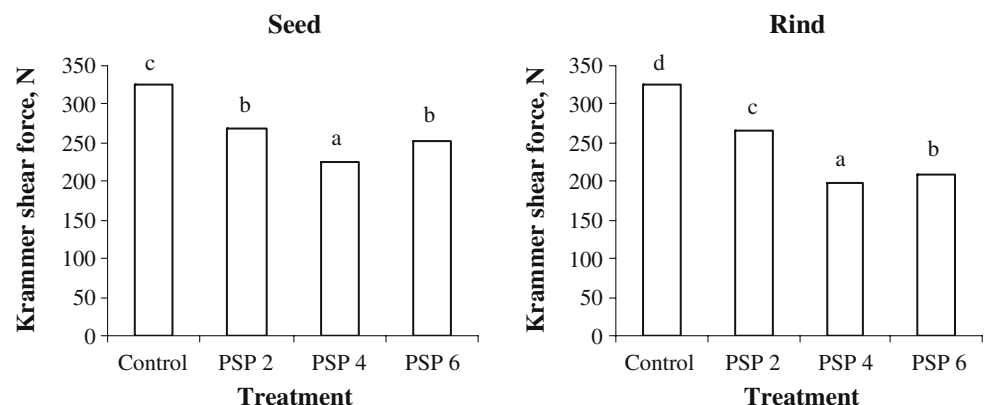 Seed
Krammer shear force, N
350
300
250
200
150
100
50
0
c
b
a
b
Control PSP 2 PSP 4 PSP 6
Treatment
Rind
Krammer shear force, N
350
300
250
200
150
100
50
0
d
c
a
b
Control PSP 2 PSP 4 PSP 6
Treatment